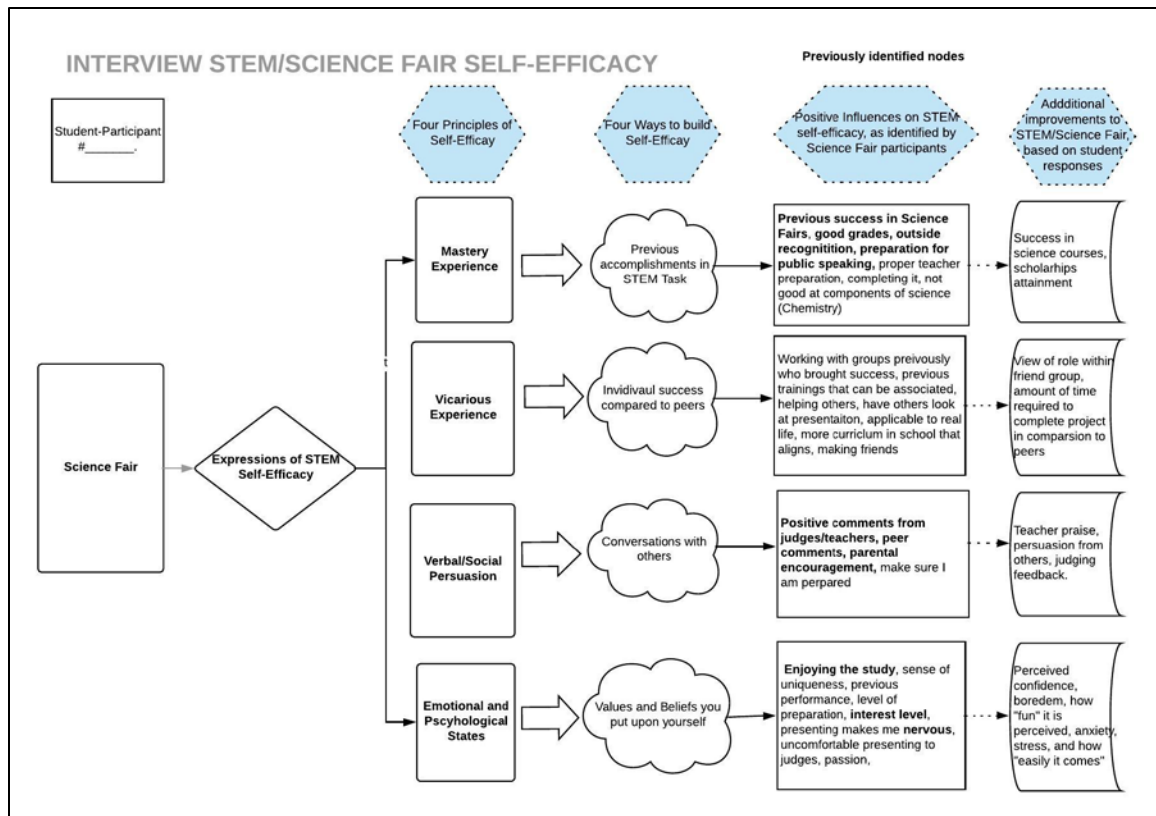 INTERVIEW STEM/SCIENCE FAIR SELF-EFFICACY
Previously identified nodes
Student-Participant
#_______.
Four Principles of
Self-Efficay
Four Ways to build
Self-Efficay
Positive Influences on STEM
self-efficacy, as identified by
Science Fair participants
Addditional
improvements to
STEM/Science Fair,
based on student
responses
Science Fair
Expressions of STEM
Self-Efficacy
t
Mastery
Experience
Previous
accomplishments in
STEM Task
Previous success in Science
Fairs, good grades, outside
recognitition, preparation for
public speaking, proper teacher
preparation, completing it, not
good at components of science
(Chemistry)
Success in
science courses,
scholarhips
attainment
Vicarious
Experience
Invidivaul success
compared to peers
Working with groups preivously
who brought success, previous
trainings that can be associated,
helping others, have others look
at presentaiton, applicable to real
life, more curriclum in school that
aligns, making friends
View of role within
friend group,
amount of time
required to
complete project
in comparsion to
peers
Verbal/Social
Persuasion
Conversations with
others
Positive comments from
judges/teachers, peer
comments, parental
encouragement, make sure I
am perpared
Teacher praise,
persuasion from
others, judging
feedback.
Emotional and
Pscyhological
States
Values and Beliefs you
put upon yourself
Enjoying the study, sense of
uniqueness, previous
performance, level of
preparation, interest level,
presenting makes me nervous,
uncomfortable presenting to
judges, passion,
Perceived
confidence,
boredem, how
"fun" it is
perceived, anxiety,
stress, and how
"easily it comes"